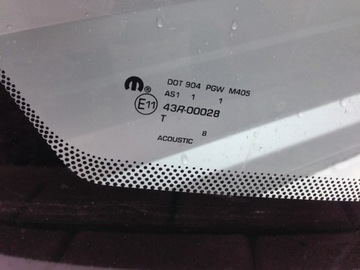 DOT 904 PGW M405
AS1 1 1
E11 43R-00028
T 8
ACOUSTIC